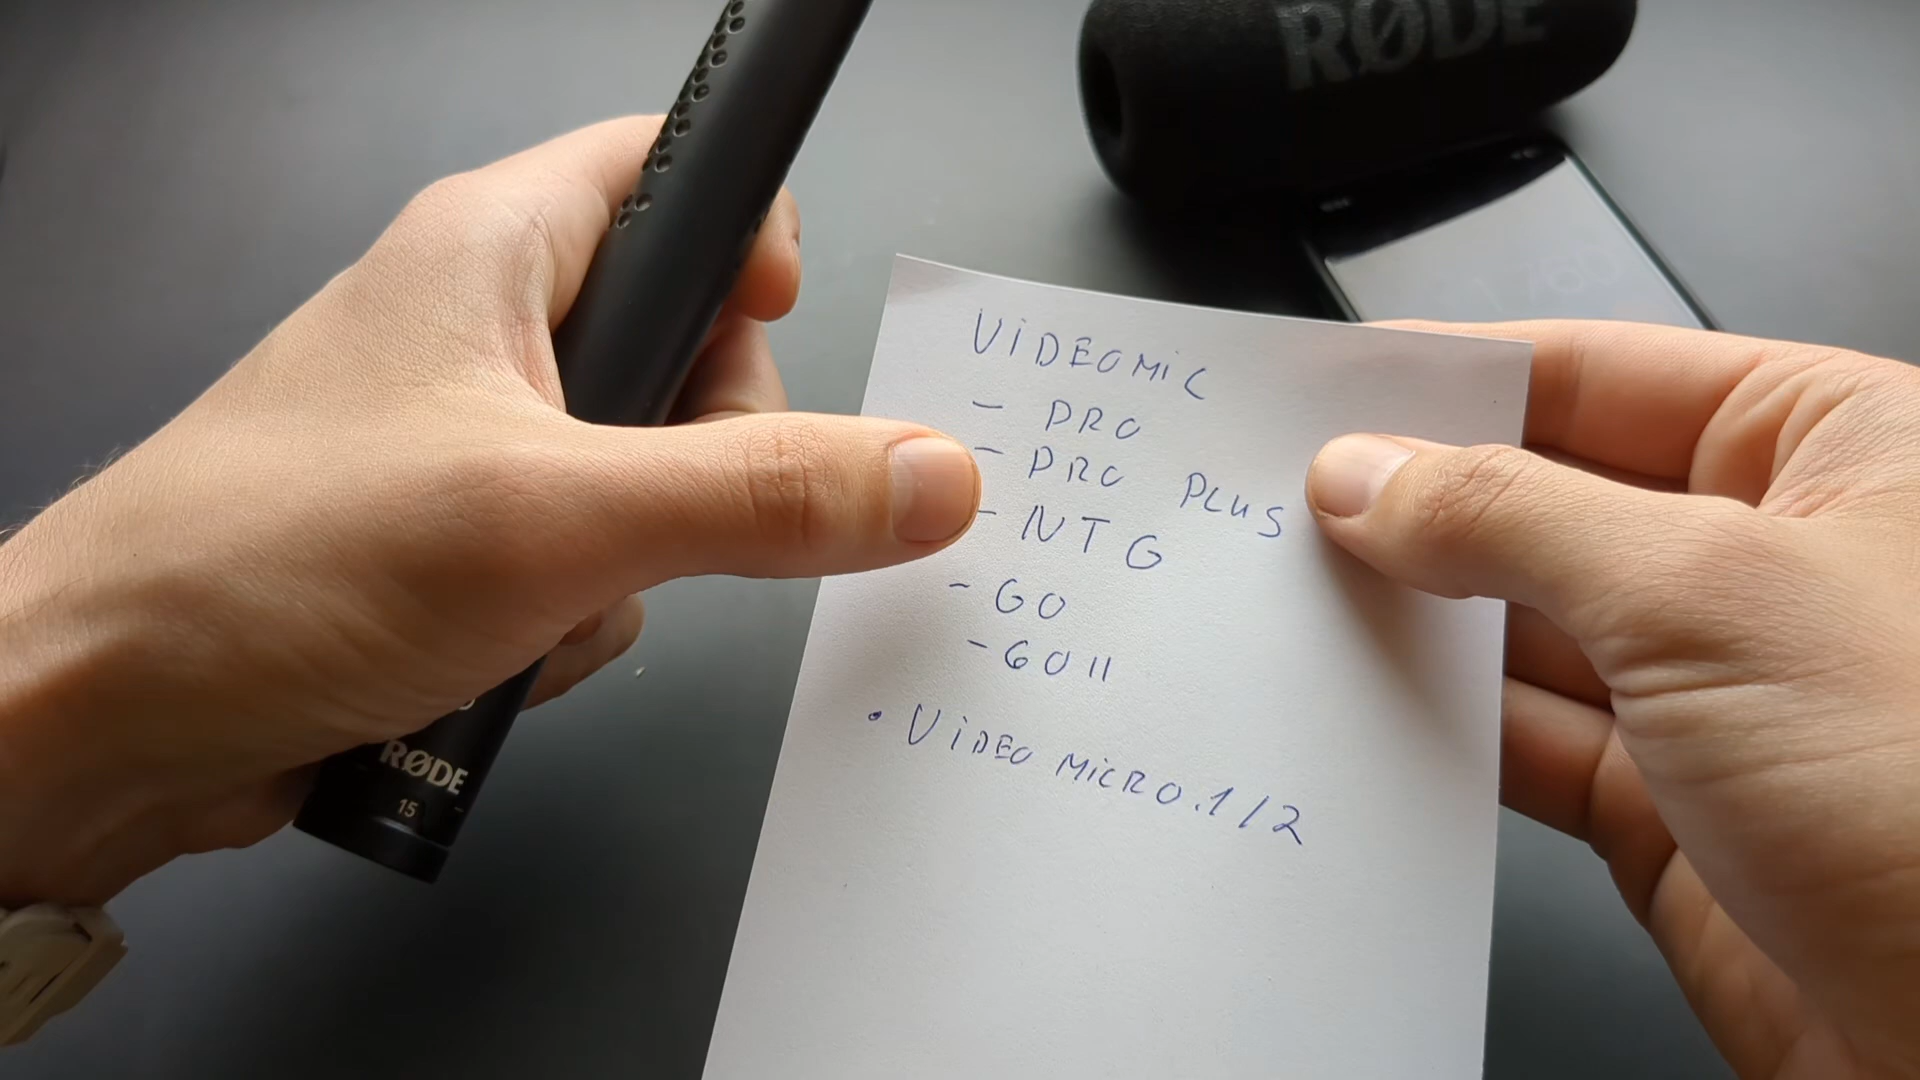 RØDE
VIDEOMIC
- PRO
- PRO PLUS
- NTG
- GO
- GO II
• VIDEO MICRO.1/2
RØDE
15